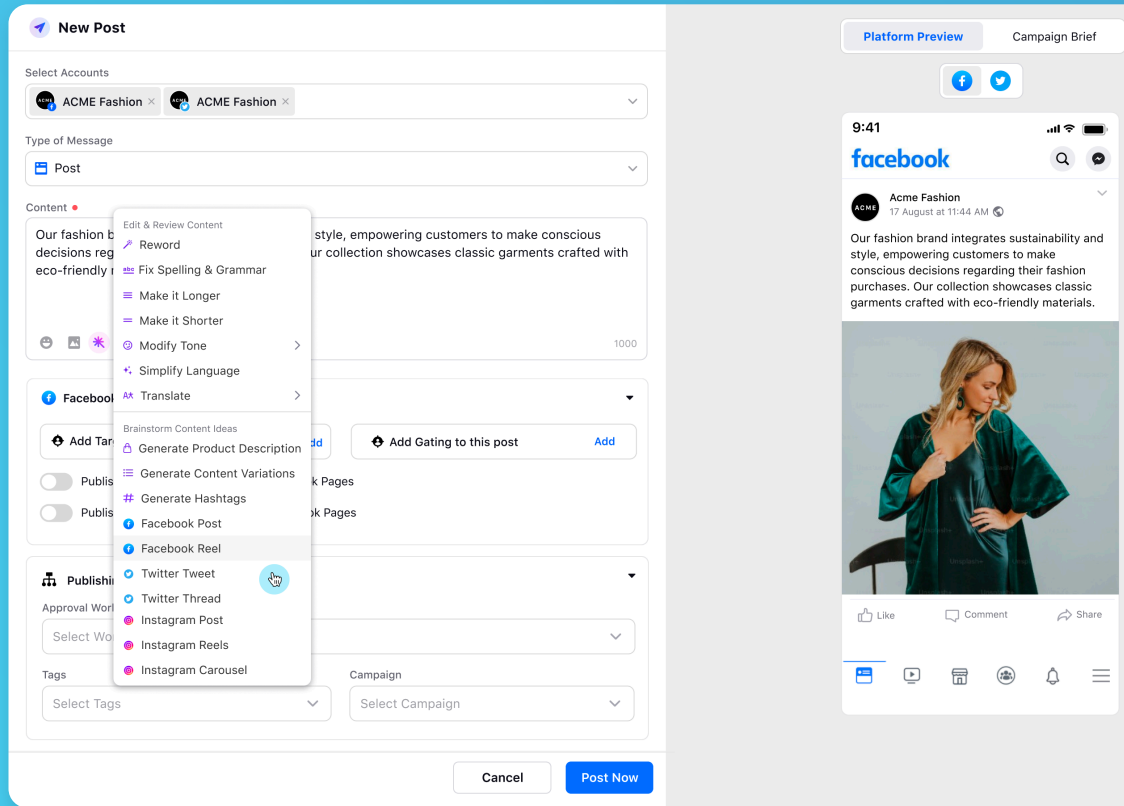 New Post
Select Accounts
ACME ACME Fashion ×
ACME ACME Fashion ×
Type of Message
Post
Content
Our fashion b style, empowering customers to make conscious
decisions reg ur collection showcases classic garments crafted with
eco-friendly
1000
Edit & Review Content
Reword
abc Fix Spelling & Grammar
Make it Longer
Make it Shorter
Modify Tone
Simplify Language
Translate
Brainstorm Content Ideas
Generate Product Description
Generate Content Variations
# Generate Hashtags
Facebook Post
Facebook Reel
Twitter Tweet
Twitter Thread
Instagram Post
Instagram Reels
Instagram Carousel
Facebook
Add Tar dd
Add Gating to this post Add
Publis k Pages
Publis ok Pages
Publishi
Approval Wor
Select Wo
Tags
Select Tags
Campaign
Select Campaign
Cancel
Post Now
Platform Preview
Campaign Brief
9:41
facebook
ACME
Acme Fashion
17 August at 11:44 AM
Our fashion brand integrates sustainability and
style, empowering customers to make
conscious decisions regarding their fashion
purchases. Our collection showcases classic
garments crafted with eco-friendly materials.
Like
Comment
Share